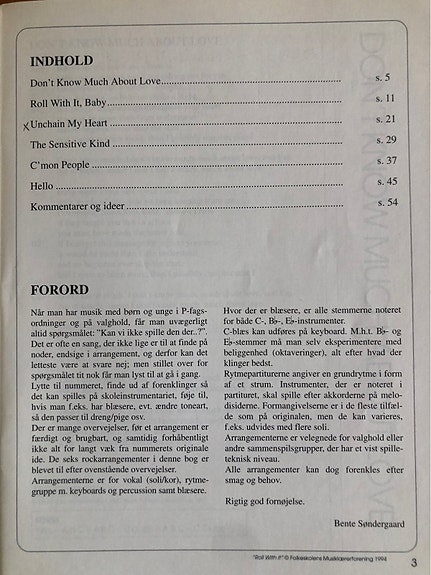 INDHOLD
Don't Know Much About Love.......... s. 5
Roll With It, Baby.......... s. 11
x Unchain My Heart .......... s. 21
The Sensitive Kind .......... s. 29
C'mon People .......... s. 37
Hello .......... s. 45
Kommentarer og ideer .......... s. 54
FORORD
Når man har musik med børn og unge i P-fags-
ordninger og på valghold, får man uvægerligt
altid spørgsmålet: "Kan vi ikke spille den der..?".
Det er ofte en sang, der ikke lige er til at finde på
noder, endsige i arrangement, og derfor kan det
letteste være at svare nej; men stillet over for
spørgsmålet tit nok får man lyst til at gå i gang.
Lytte til nummeret, finde ud af forenklinger så
det kan spilles på skoleinstrumentariet, føje til,
hvis man f.eks. har blæsere, evt. ændre toneart,
så den passer til dreng/pige osv.
Der er mange overvejelser, før et arrangement er
færdigt og brugbart, og samtidig forhåbentligt
ikke alt for langt væk fra nummerets originale
ide. De seks rockarrangementer i denne bog er
blevet til efter ovenstående overvejelser.
Arrangementerne er for vokal (soli/kor), rytme-
gruppe m. keyboards og percussion samt blæsere.
Hvor der er blæsere, er alle stemmerne noteret
for både C-, B♭-, E♭-instrumenter.
C-blæs kan udføres på keyboard. M.h.t. B♭- og
E♭-stemmer må man selv eksperimentere med
beliggenhed (oktaveringer), alt efter hvad der
klinger bedst.
Rytmepartiturerne angiver en grundrytme i form
af et strum. Instrumenter, der er noteret i
partituret, skal spille efter akkorderne på melo-
disiderne. Formangivelserne er i de fleste tilfæl-
de som på originalen, men de kan varieres,
f.eks. udvides med flere soli.
Arrangementerne er velegnede for valghold eller
andre sammenspilsgrupper, der har et vist spille-
teknisk niveau.
Alle arrangementer kan dog forenkles efter
smag og behov.
Rigtig god fornøjelse.
Bente Søndergaard
"Roll With It" © Folkeskolens Musiklærerforening 1994
3